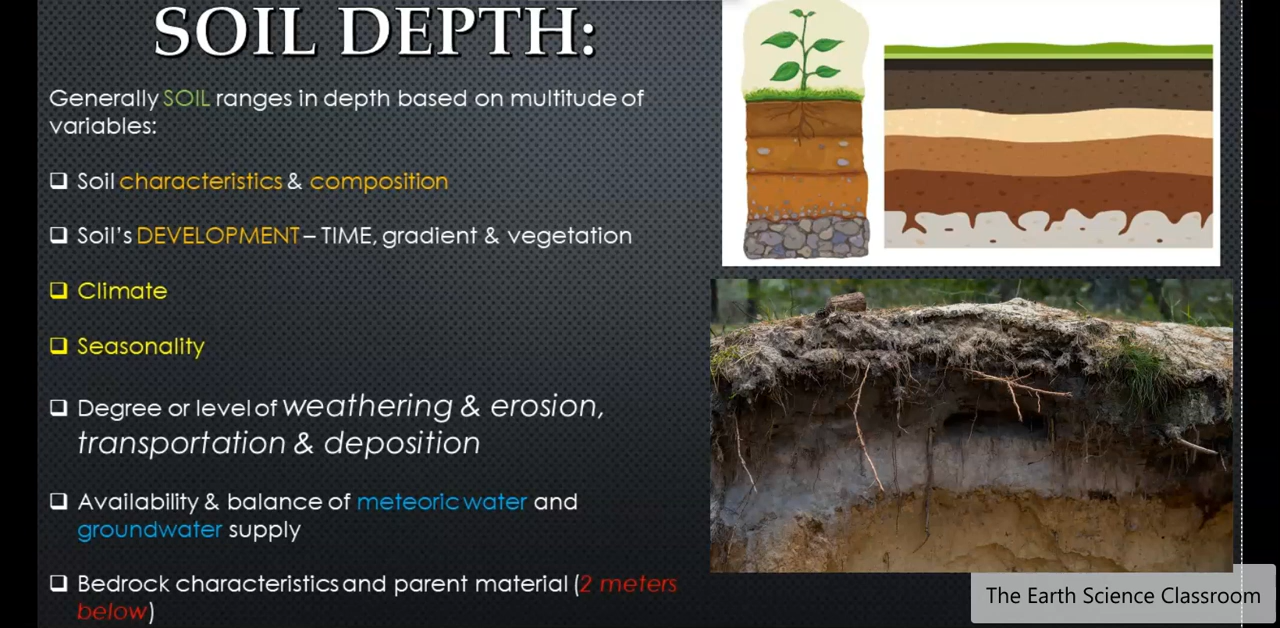 SOIL DEPTH:
Generally SOIL ranges in depth based on multitude of
variables:
❑ Soil characteristics & composition
❑ Soil's DEVELOPMENT – TIME, gradient & vegetation
❑ Climate
❑ Seasonality
❑ Degree or level of weathering & erosion,
transportation & deposition
❑ Availability & balance of meteoric water and
groundwater supply
❑ Bedrock characteristics and parent material (2 meters
below)
The Earth Science Classroom